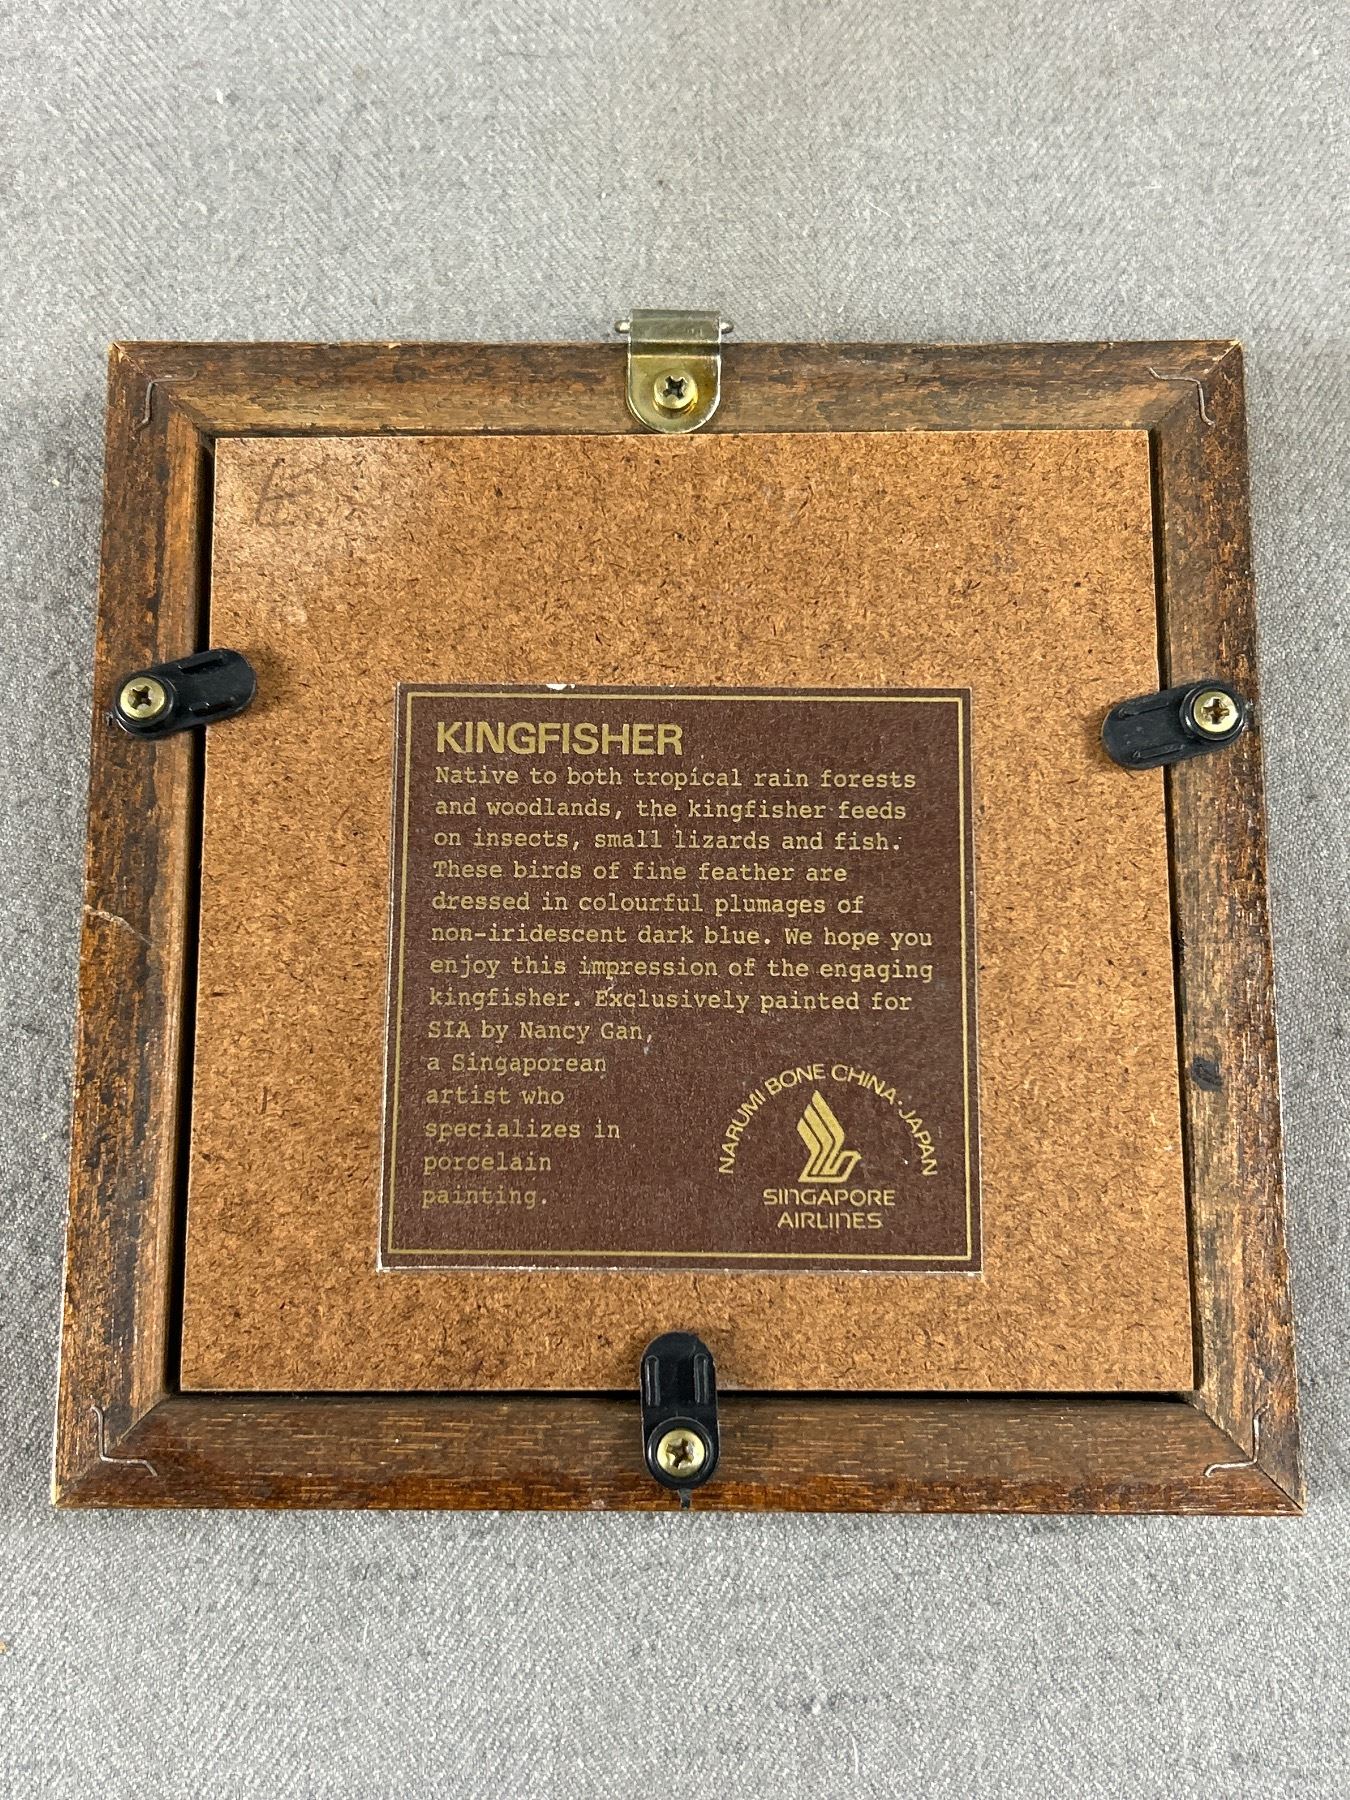 KINGFISHER
Native to both tropical rain forests
and woodlands, the kingfisher feeds
on insects, small lizards and fish.
These birds of fine feather are
dressed in colourful plumages of
non-iridescent dark blue. We hope you
enjoy this impression of the engaging
kingfisher. Exclusively painted for
SIA by Nancy Gan,
a Singaporean
artist who
specializes in
porcelain
painting.
NARUMI BONE CHINA·JAPAN
SINGAPORE
AIRLINES